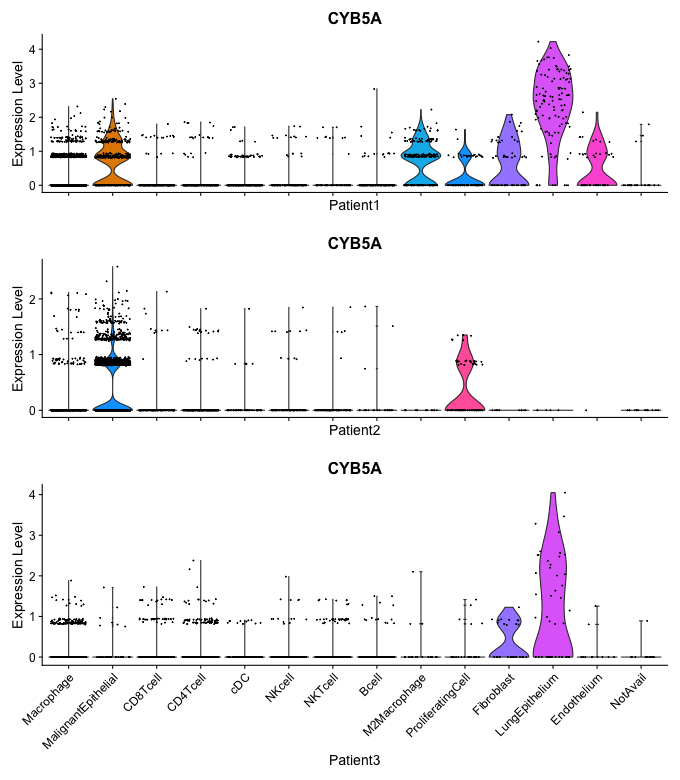 CYB5A
Expression Level
4
3
2
1
0
Patient1
CYB5A
Expression Level
2
1
0
Patient2
CYB5A
Expression Level
4
3
2
1
0
Macrophage
MalignantEpithelial
CD8Tcell
CD4Tcell
cDC
NKcell
NKTcell
Bcell
M2Macrophage
ProliferatingCell
Fibroblast
LungEpithelium
Endothelium
NotAvail
Patient3